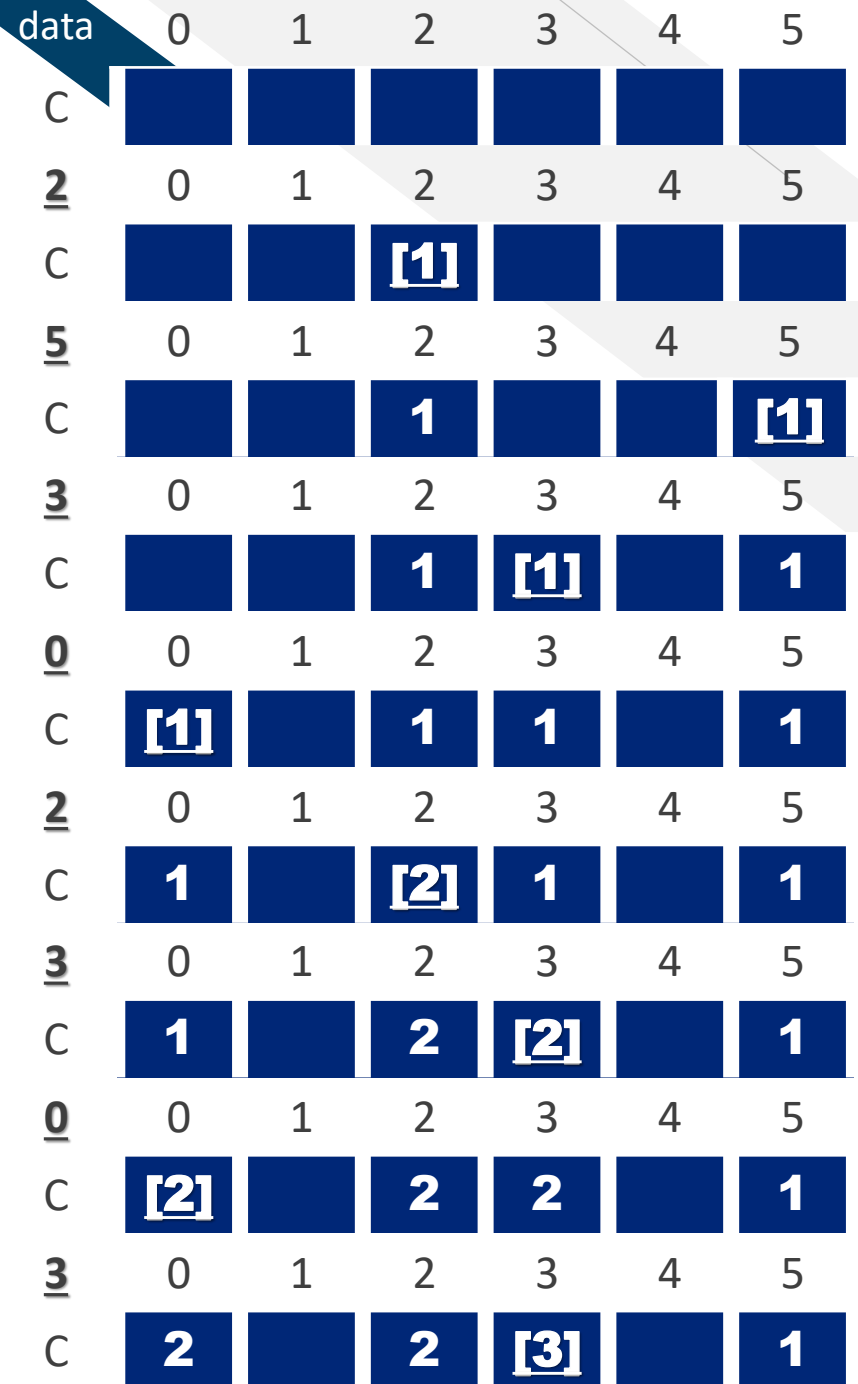 data 0 1 2 3 4 5
C
2 0 1 2 3 4 5
C [1]
5 0 1 2 3 4 5
C 1 [1]
3 0 1 2 3 4 5
C 1 [1] 1
0 0 1 2 3 4 5
C [1] 1 1 1
2 0 1 2 3 4 5
C 1 [2] 1 1
3 0 1 2 3 4 5
C 1 2 [2] 1
0 0 1 2 3 4 5
C [2] 2 2 1
3 0 1 2 3 4 5
C 2 2 [3] 1